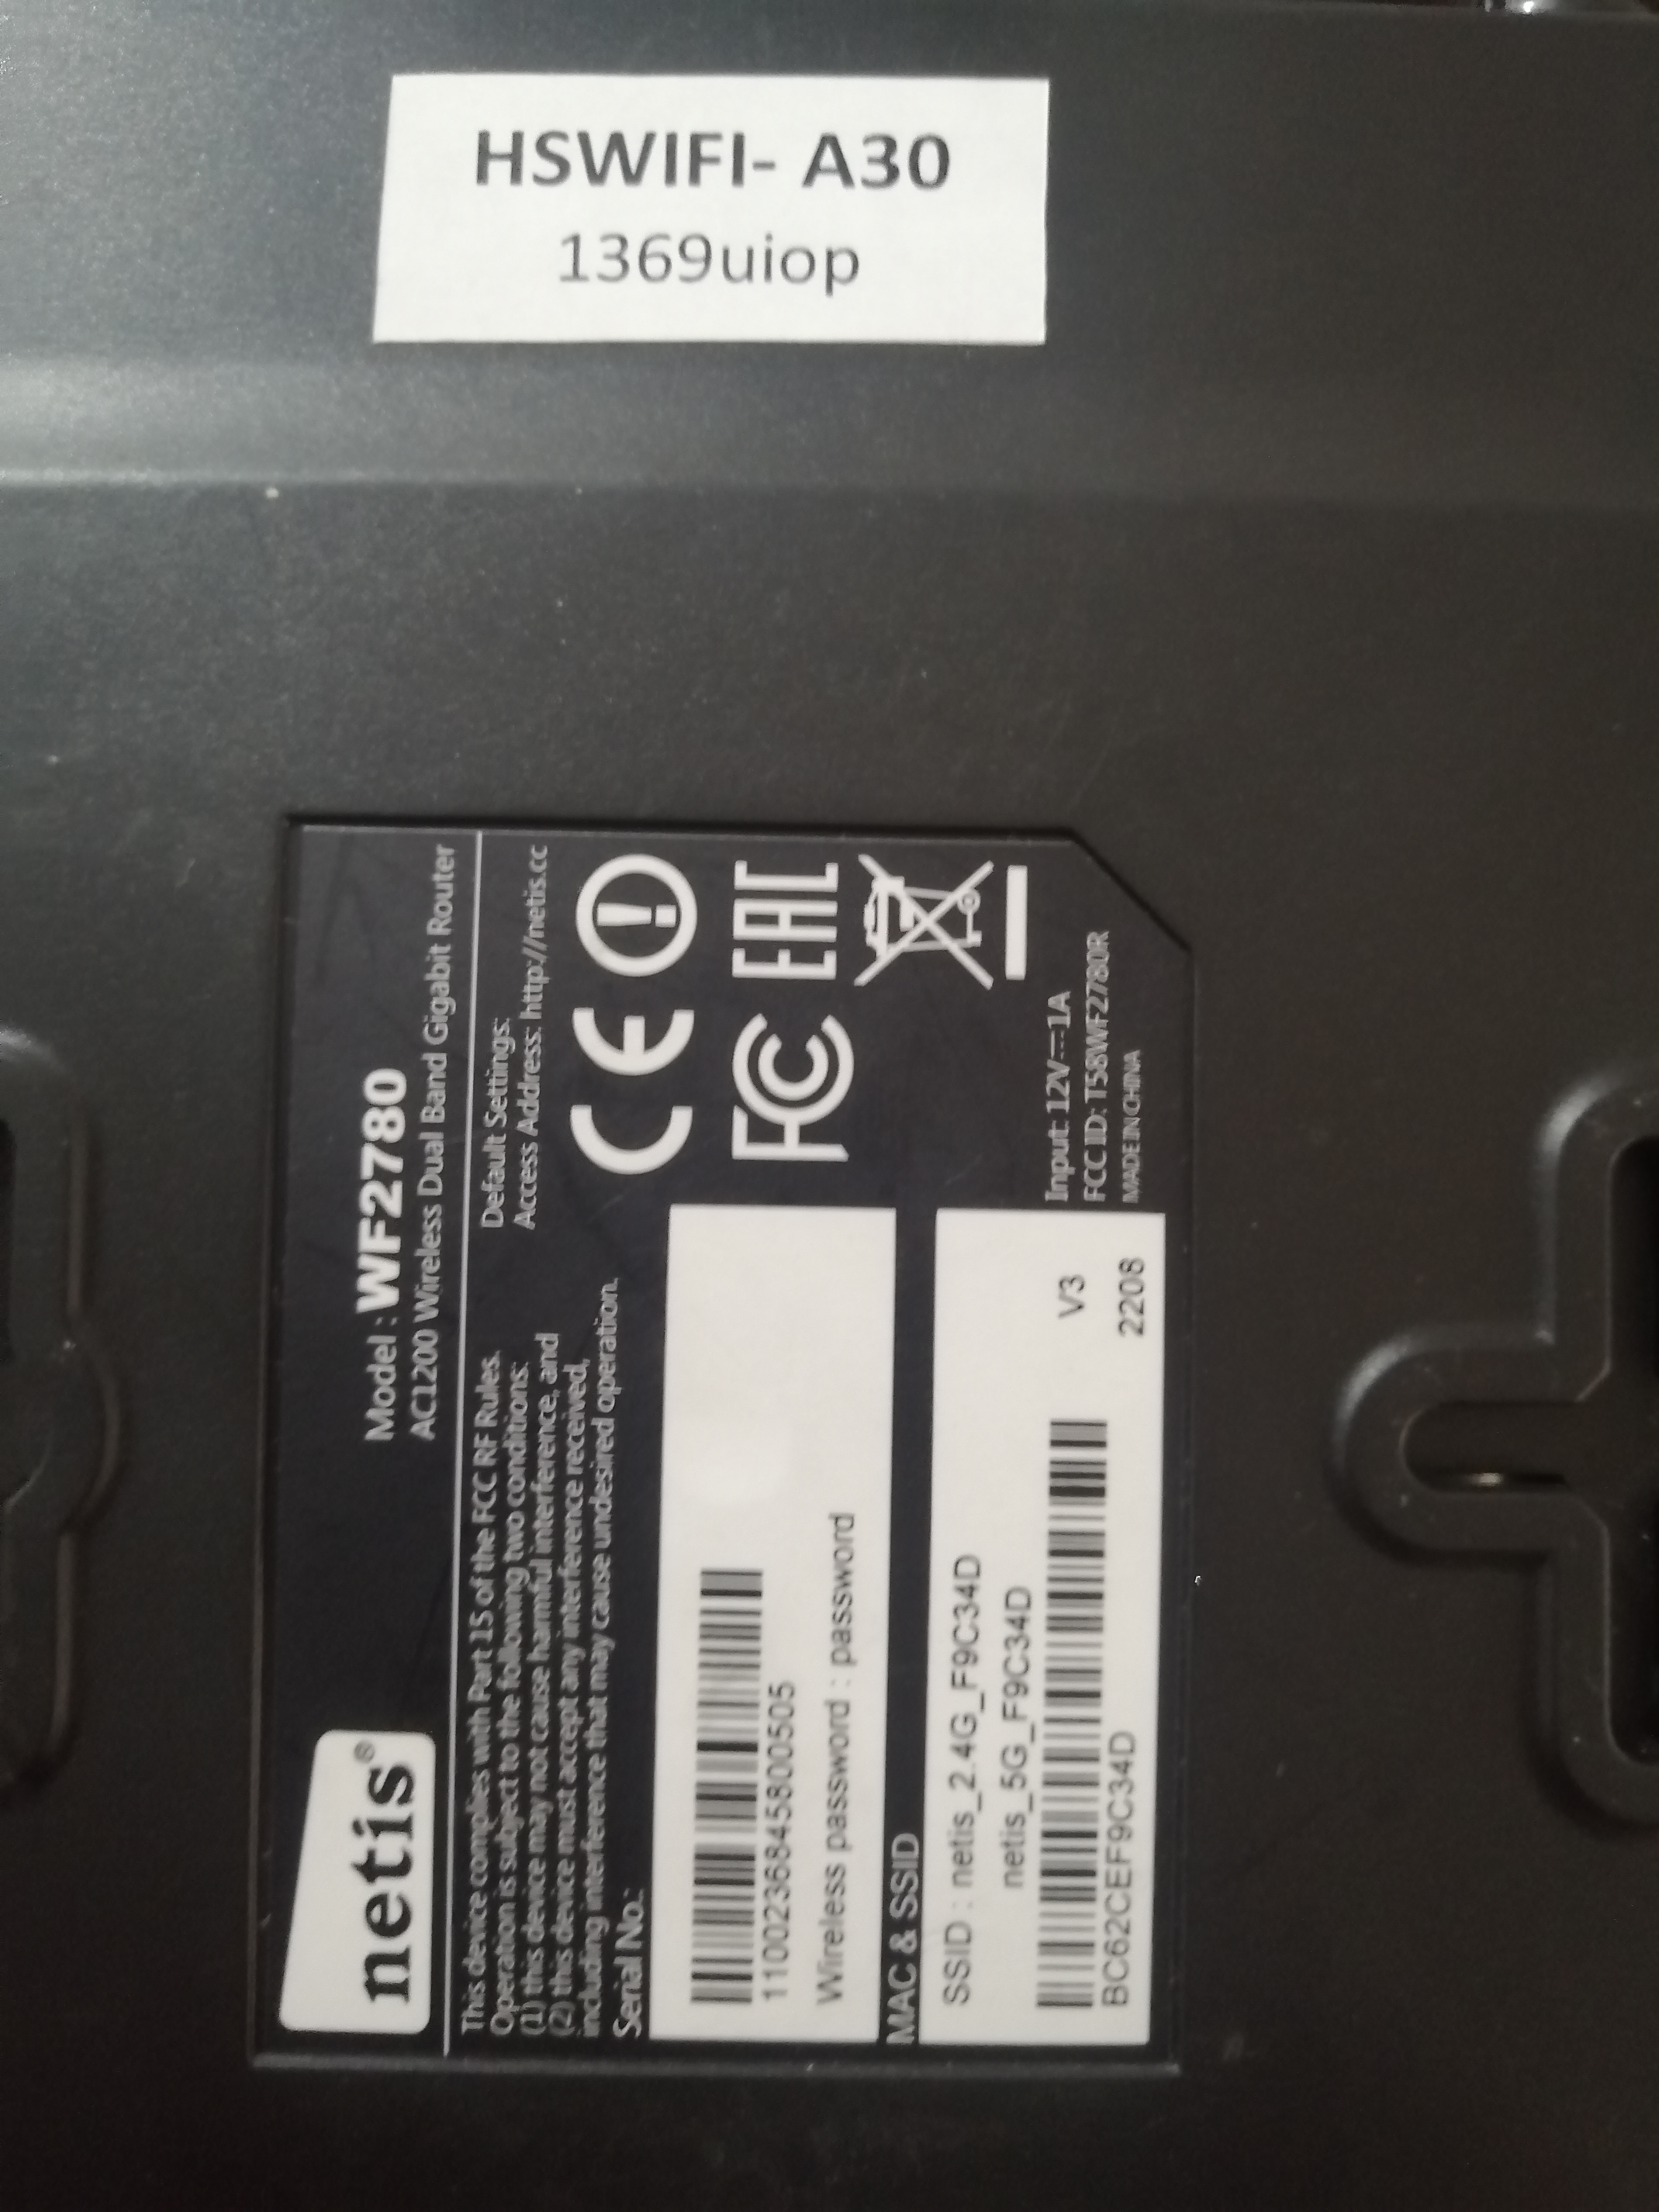 HSWIFI- A30
1369uiop
netis®
Model : WF2780
AC1200 Wireless Dual Band Gigabit Router
This device complies with Part 15 of the FCC RF Rules.
Operation is subject to the following two conditions:
(1) this device may not cause harmful interference, and
(2) this device must accept any interference received,
including interference that may cause undesired operation.
Default Settings:
Access Address: http://netis.cc
Serial No.:
1100236845800505
Wireless password : password
CE
FC
EAC
MAC & SSID
SSID : netis_2.4G_F9C34D
netis_5G_F9C34D
BC62CEF9C34D
V3
2208
Input: 12V⎓1A
FCC ID: T58WF2780R
MADE IN CHINA